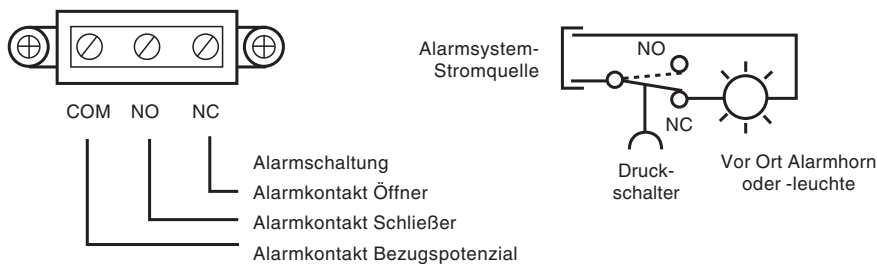 COM NO NC
Alarmschaltung
Alarmkontakt Öffner
Alarmkontakt Schließer
Alarmkontakt Bezugspotenzial
Alarmsystem-
Stromquelle
NO
NC
Druck-
schalter
Vor Ort Alarmhorn
oder -leuchte